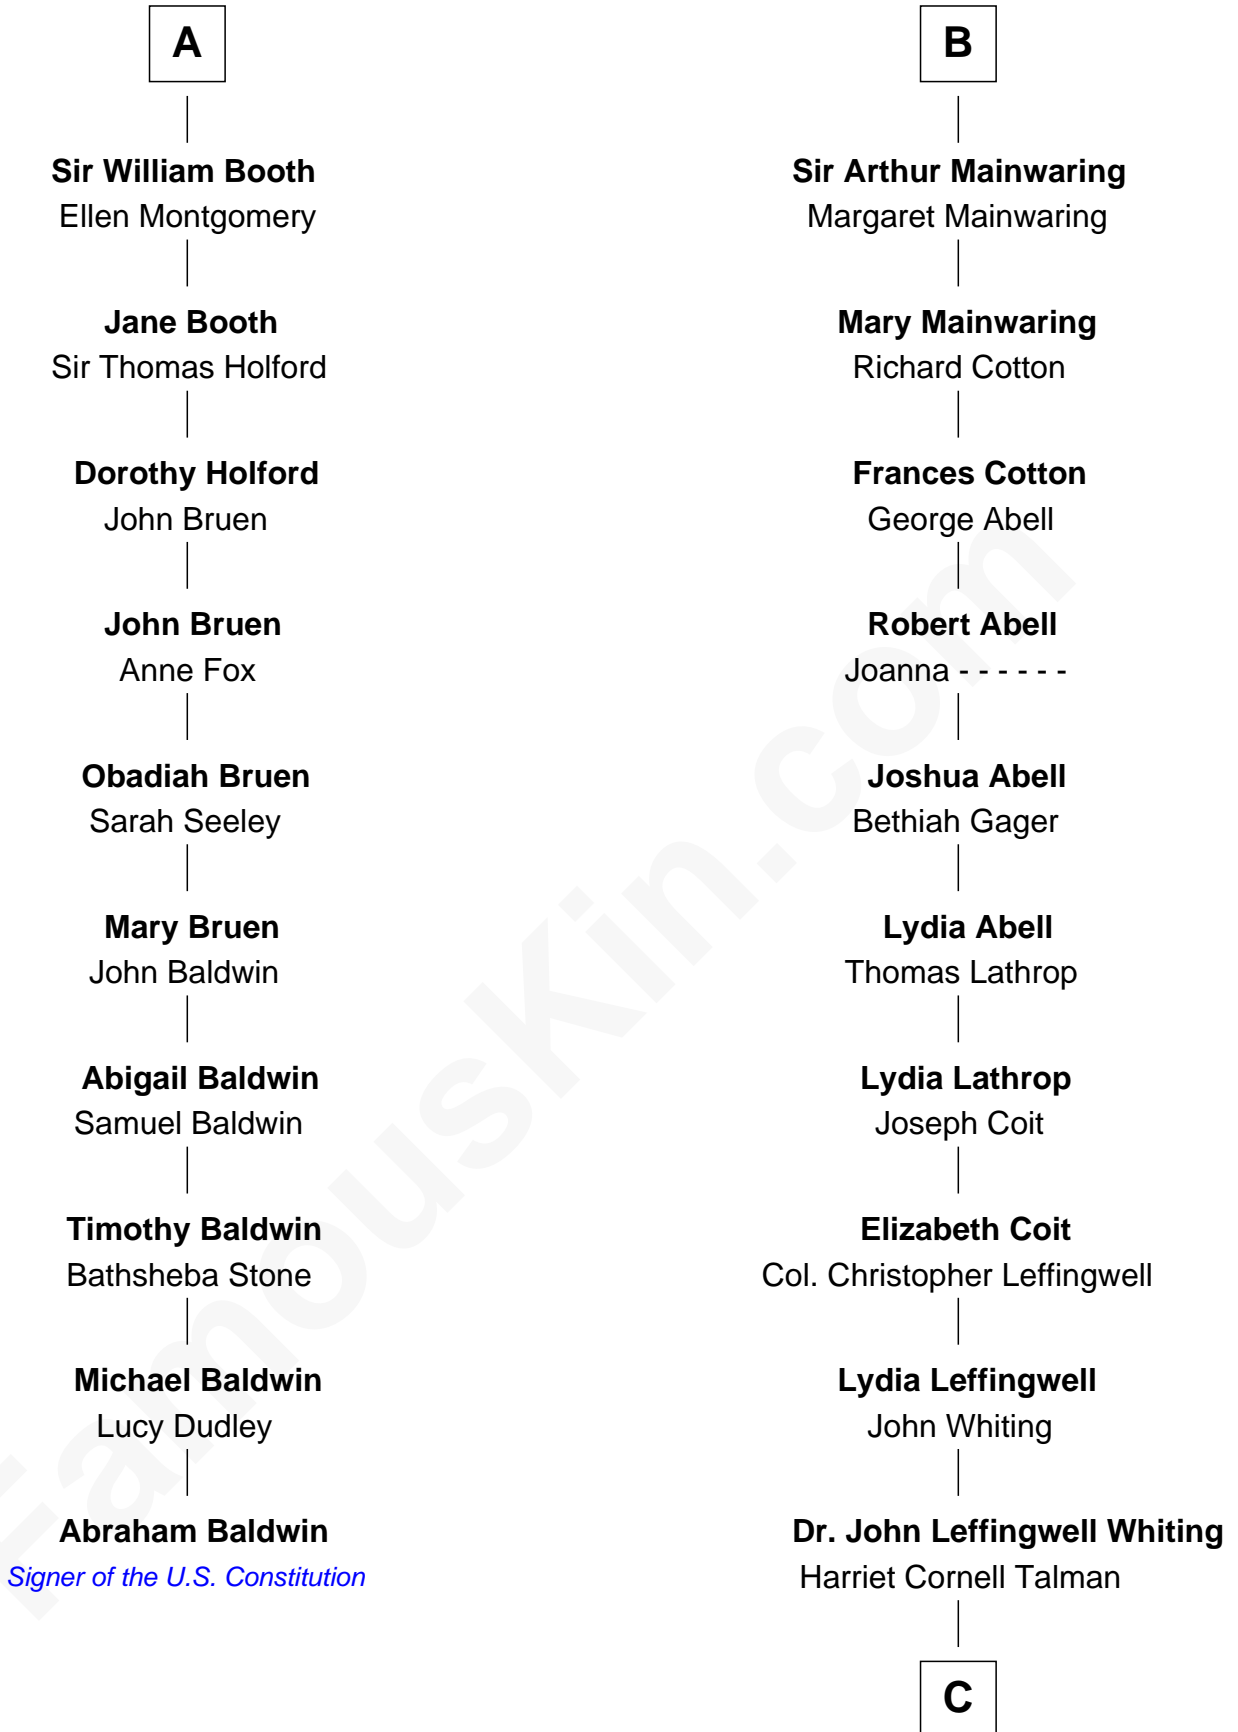 A
Sir William Booth
Ellen Montgomery
Jane Booth
Sir Thomas Holford
Dorothy Holford
John Bruen
John Bruen
Anne Fox
Obadiah Bruen
Sarah Seeley
Mary Bruen
John Baldwin
Abigail Baldwin
Samuel Baldwin
Timothy Baldwin
Bathsheba Stone
Michael Baldwin
Lucy Dudley
Abraham Baldwin
Signer of the U.S. Constitution
B
Sir Arthur Mainwaring
Margaret Mainwaring
Mary Mainwaring
Richard Cotton
Frances Cotton
George Abell
Robert Abell
Joanna - - - - - -
Joshua Abell
Bethiah Gager
Lydia Abell
Thomas Lathrop
Lydia Lathrop
Joseph Coit
Elizabeth Coit
Col. Christopher Leffingwell
Lydia Leffingwell
John Whiting
Dr. John Leffingwell Whiting
Harriet Cornell Talman
C
FamousKin.com